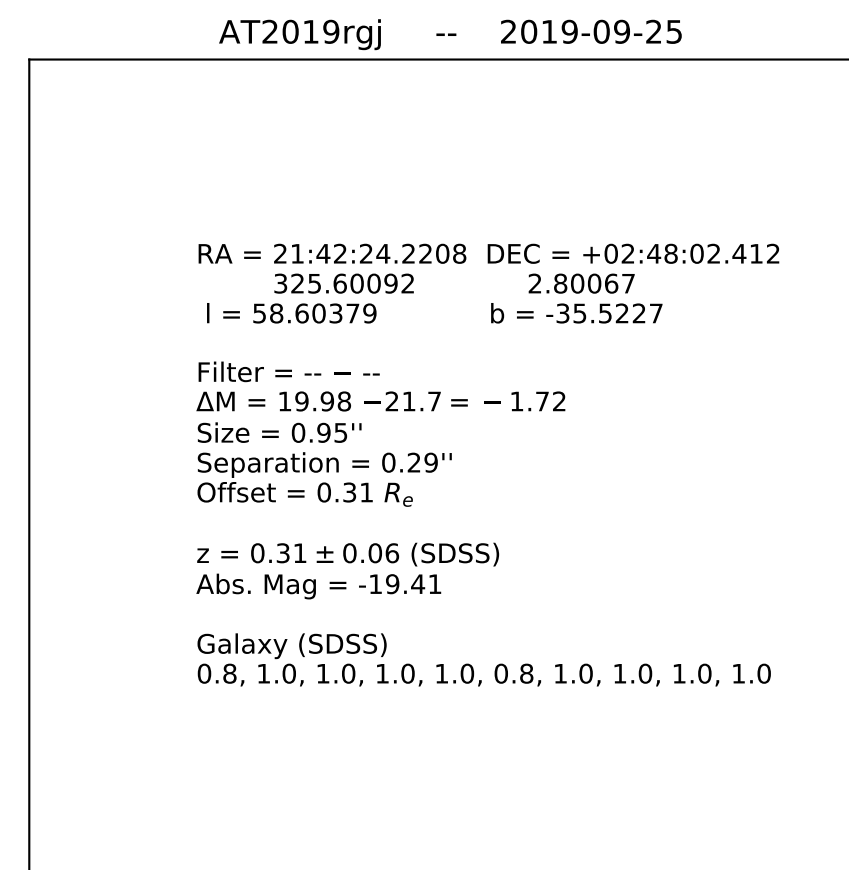 AT2019rgj -- 2019-09-25
RA = 21:42:24.2208 DEC = +02:48:02.412
325.60092 2.80067
l = 58.60379 b = -35.5227
Filter = -- − --
ΔM = 19.98 −21.7 = − 1.72
Size = 0.95''
Separation = 0.29''
Offset = 0.31 Rₑ
z = 0.31 ± 0.06 (SDSS)
Abs. Mag = -19.41
Galaxy (SDSS)
0.8, 1.0, 1.0, 1.0, 1.0, 0.8, 1.0, 1.0, 1.0, 1.0